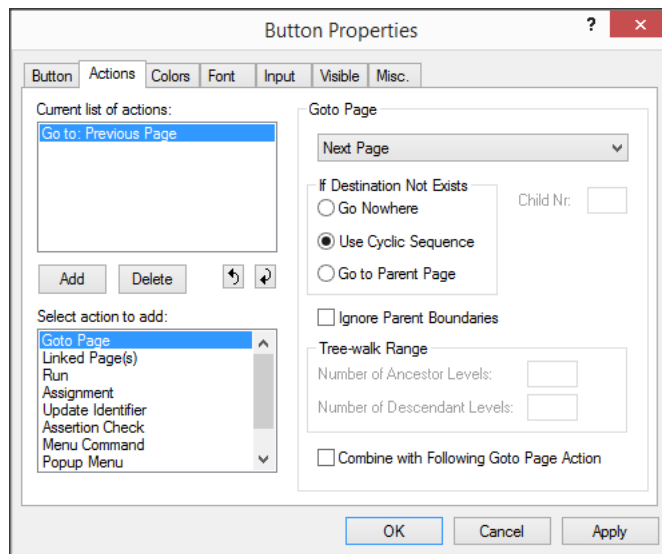 Button Properties
?
Button Actions Colors Font Input Visible Misc.
Current list of actions:
Go to: Previous Page
Add Delete
Select action to add:
Goto Page
Linked Page(s)
Run
Assignment
Update Identifier
Assertion Check
Menu Command
Popup Menu
Goto Page
Next Page
If Destination Not Exists
Go Nowhere
Use Cyclic Sequence
Go to Parent Page
Child Nr:
Ignore Parent Boundaries
Tree-walk Range
Number of Ancestor Levels:
Number of Descendant Levels:
Combine with Following Goto Page Action
OK Cancel Apply